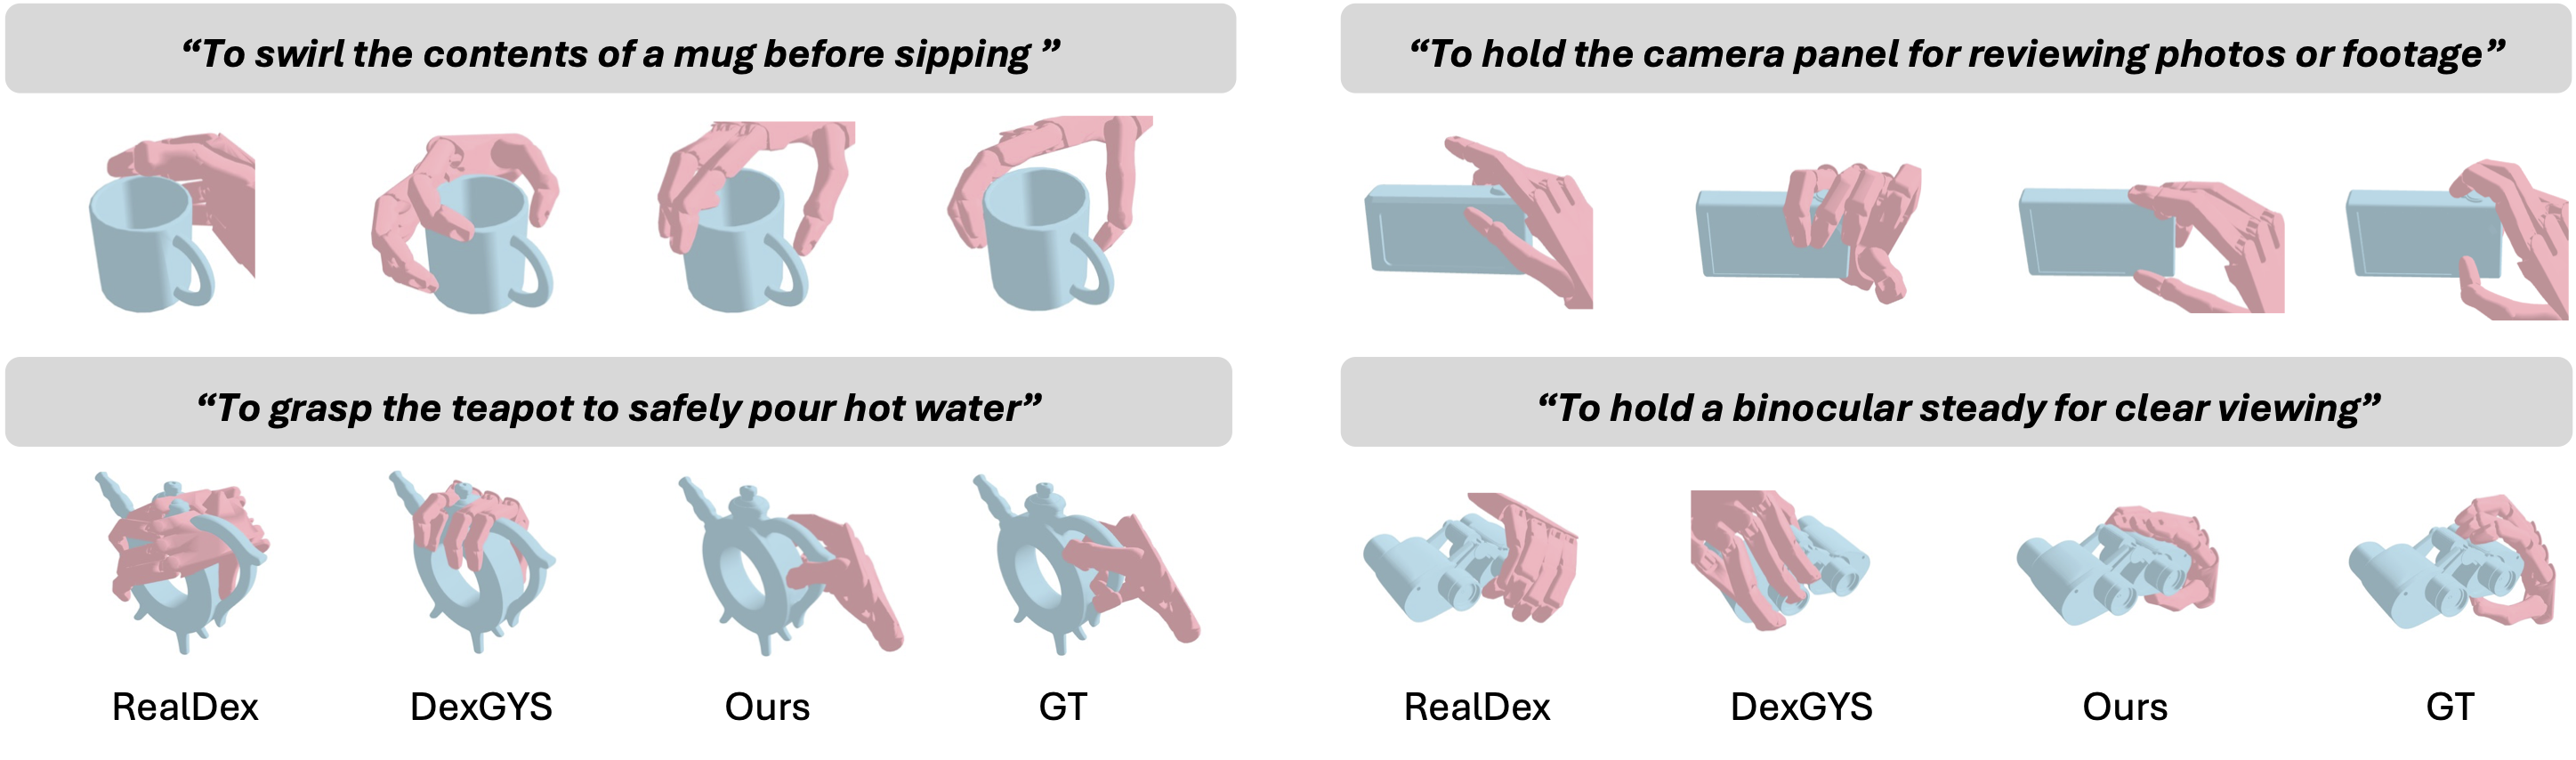 “To swirl the contents of a mug before sipping ”
“To hold the camera panel for reviewing photos or footage”
“To grasp the teapot to safely pour hot water”
“To hold a binocular steady for clear viewing”
RealDex DexGYS Ours GT
RealDex DexGYS Ours GT